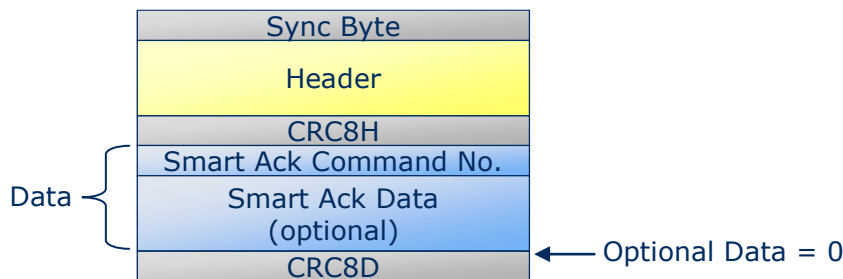 Sync Byte
Header
CRC8H
Smart Ack Command No.
Data
Smart Ack Data
(optional)
Optional Data = 0
CRC8D